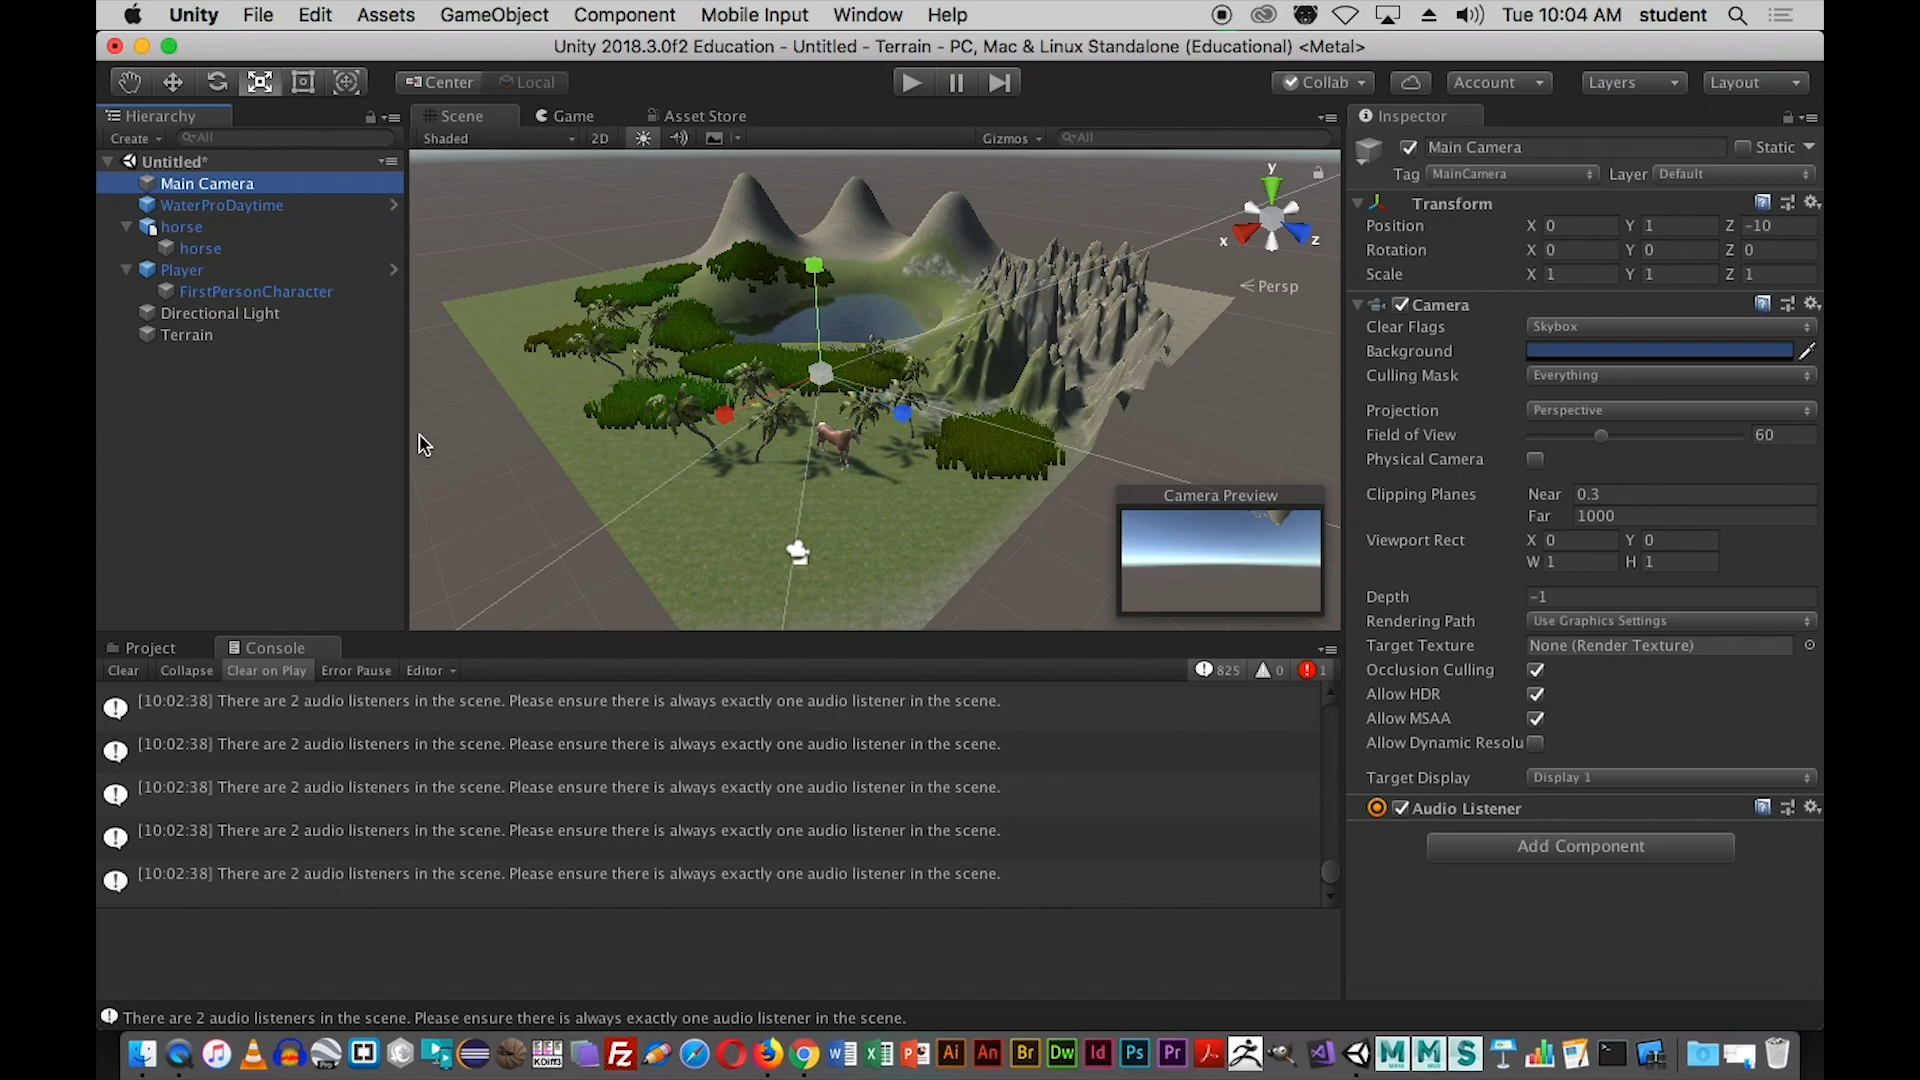 Unity File Edit Assets GameObject Component Mobile Input Window Help Tue 10:04 AM student
Unity 2018.3.0f2 Education - Untitled - Terrain - PC, Mac & Linux Standalone (Educational) <Metal>
Center Local Collab Account Layers Layout
Hierarchy Scene Game Asset Store Inspector
Create All Shaded 2D Gizmos All
Untitled*
Main Camera
WaterProDaytime
horse
horse
Player
FirstPersonCharacter
Directional Light
Terrain
y
x
z
Persp
Camera Preview
Main Camera Static
Tag MainCamera Layer Default
Transform
Position X 0 Y 1 Z -10
Rotation X 0 Y 0 Z 0
Scale X 1 Y 1 Z 1
Camera
Clear Flags Skybox
Background
Culling Mask Everything
Projection Perspective
Field of View 60
Physical Camera
Clipping Planes Near 0.3
Far 1000
Viewport Rect X 0 Y 0
W 1 H 1
Depth -1
Rendering Path Use Graphics Settings
Target Texture None (Render Texture)
Occlusion Culling
Allow HDR
Allow MSAA
Allow Dynamic Resolu
Target Display Display 1
Audio Listener
Add Component
Project Console
Clear Collapse Clear on Play Error Pause Editor 825 0 1
[10:02:38] There are 2 audio listeners in the scene. Please ensure there is always exactly one audio listener in the scene.
[10:02:38] There are 2 audio listeners in the scene. Please ensure there is always exactly one audio listener in the scene.
[10:02:38] There are 2 audio listeners in the scene. Please ensure there is always exactly one audio listener in the scene.
[10:02:38] There are 2 audio listeners in the scene. Please ensure there is always exactly one audio listener in the scene.
[10:02:38] There are 2 audio listeners in the scene. Please ensure there is always exactly one audio listener in the scene.
There are 2 audio listeners in the scene. Please ensure there is always exactly one audio listener in the scene.
KDiff3 Fz Ai An Br Dw Id Ps Pr M M S